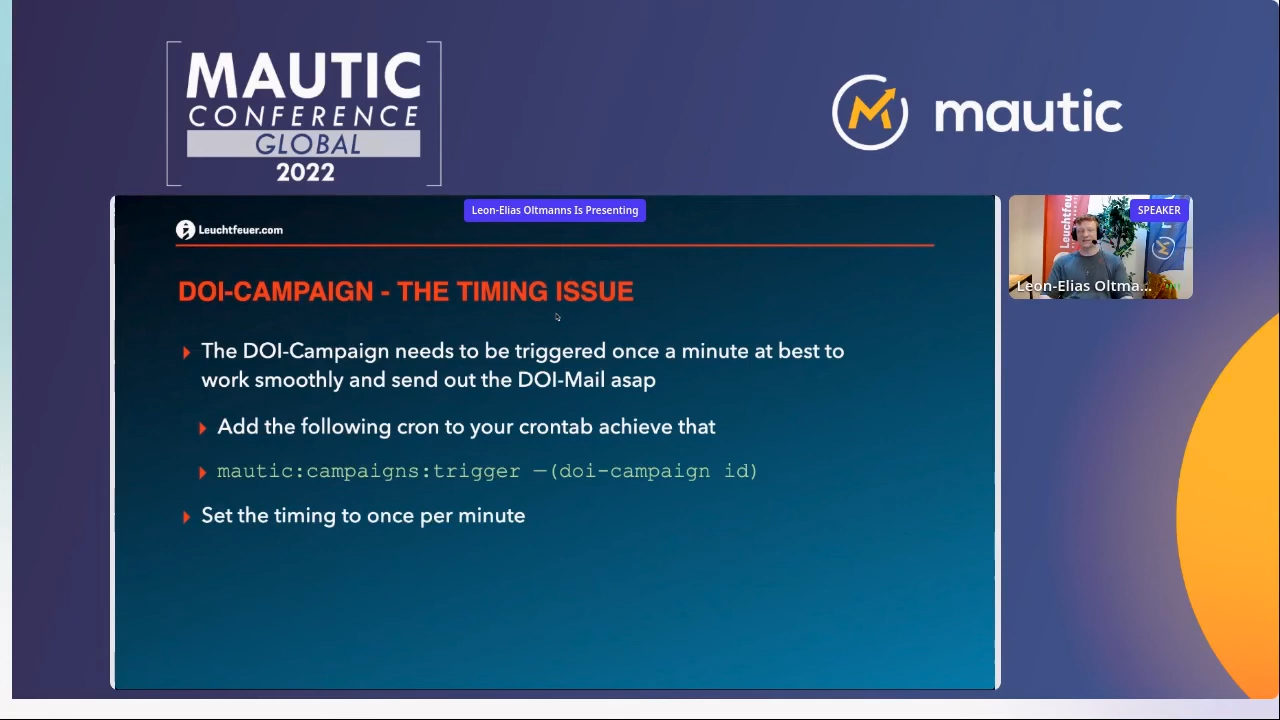 MAUTIC
CONFERENCE
GLOBAL
2022
mautic
Leon-Elias Oltmanns Is Presenting
Leuchtfeuer.com
DOI-CAMPAIGN - THE TIMING ISSUE
The DOI-Campaign needs to be triggered once a minute at best to
work smoothly and send out the DOI-Mail asap
Add the following cron to your crontab achieve that
mautic:campaigns:trigger —(doi-campaign id)
Set the timing to once per minute
SPEAKER
Leon-Elias Oltma...